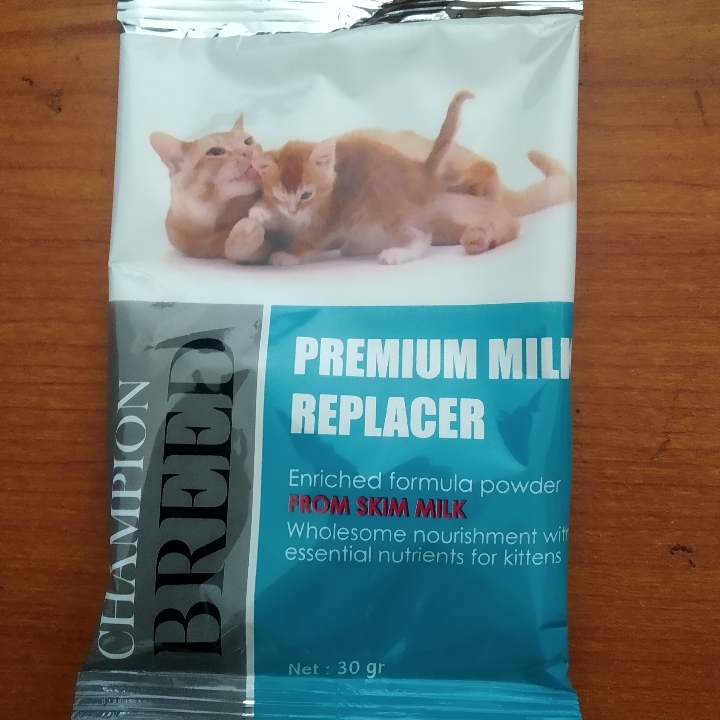 CHAMPION
BREED
PREMIUM MILK
REPLACER
Enriched formula powder
FROM SKIM MILK
Wholesome nourishment with
essential nutrients for kittens
Net : 30 gr